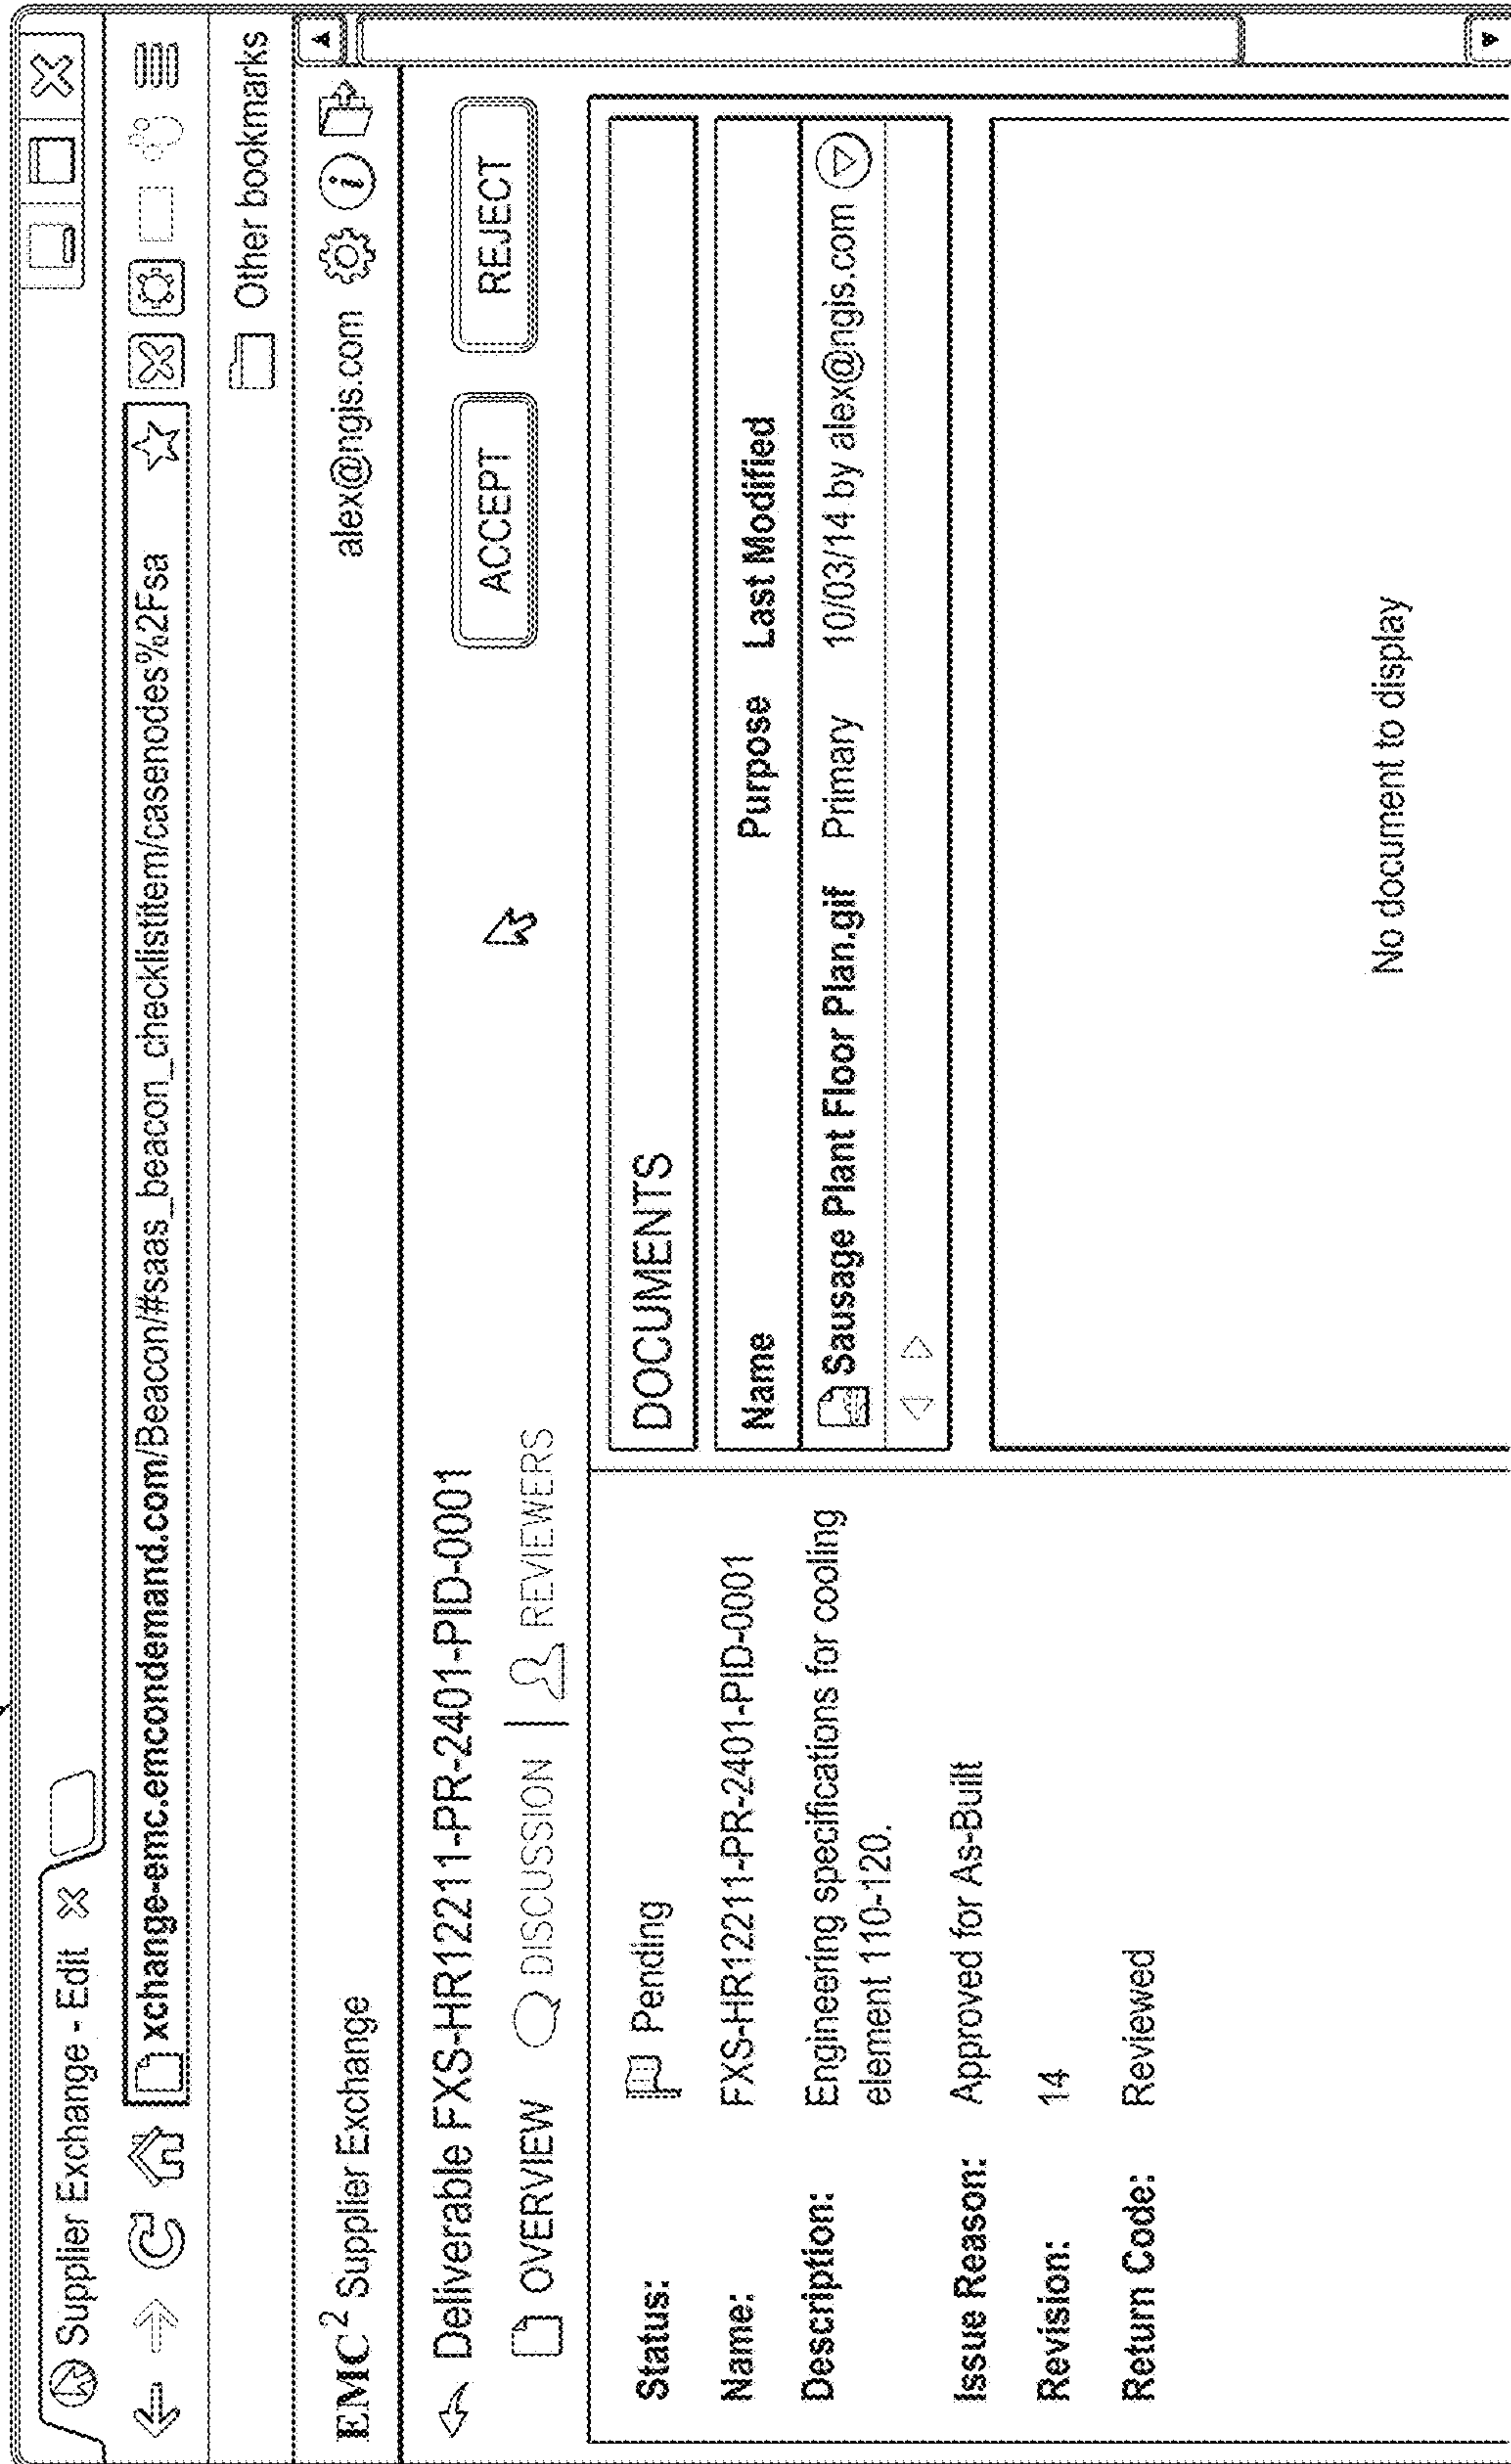 Supplier Exchange - Edit
xchange-emc.emcondemand.com/Beacon/#saas_beacon_checklistitem/casenodes%2Fsa
Other bookmarks
EMC² Supplier Exchange
alex@ngis.com
Deliverable FXS-HR12211-PR-2401-PID-0001
ACCEPT
REJECT
OVERVIEW
DISCUSSION
REVIEWERS
Status: Pending
Name: FXS-HR12211-PR-2401-PID-0001
Description: Engineering specifications for cooling
element 110-120.
Issue Reason: Approved for As-Built
Revision: 14
Return Code: Reviewed
DOCUMENTS
Name Purpose Last Modified
Sausage Plant Floor Plan.gif Primary 10/03/14 by alex@ngis.com
No document to display